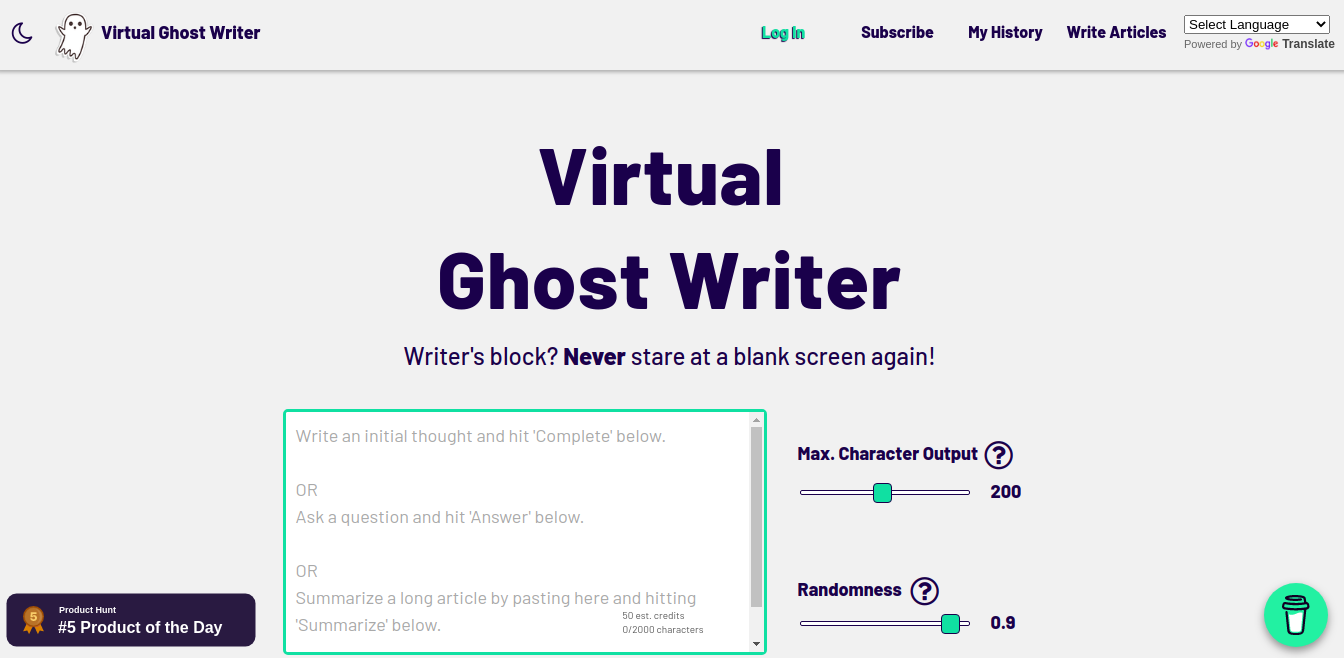 Virtual Ghost Writer
Log In
Subscribe
My History
Write Articles
Select Language
Powered by Google Translate
Virtual
Ghost Writer
Writer's block? Never stare at a blank screen again!
Write an initial thought and hit 'Complete' below.
OR
Ask a question and hit 'Answer' below.
OR
Summarize a long article by pasting here and hitting
'Summarize' below.
50 est. credits
0/2000 characters
Max. Character Output ?
200
Randomness ?
0.9
5
Product Hunt
#5 Product of the Day